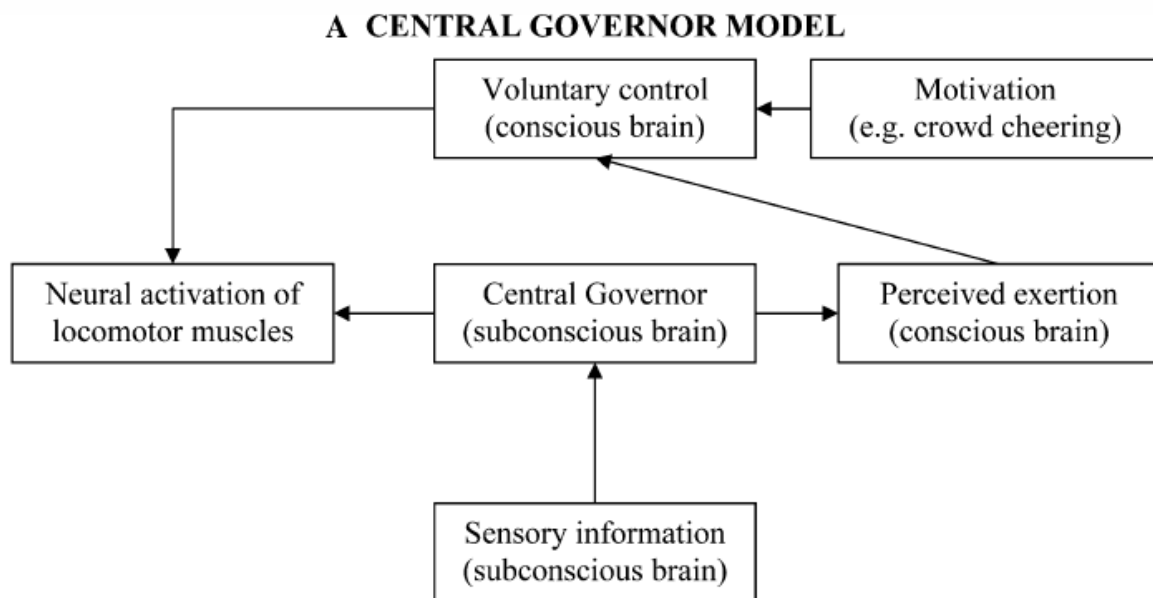 A CENTRAL GOVERNOR MODEL
Voluntary control
(conscious brain)
Motivation
(e.g. crowd cheering)
Neural activation of
locomotor muscles
Central Governor
(subconscious brain)
Perceived exertion
(conscious brain)
Sensory information
(subconscious brain)